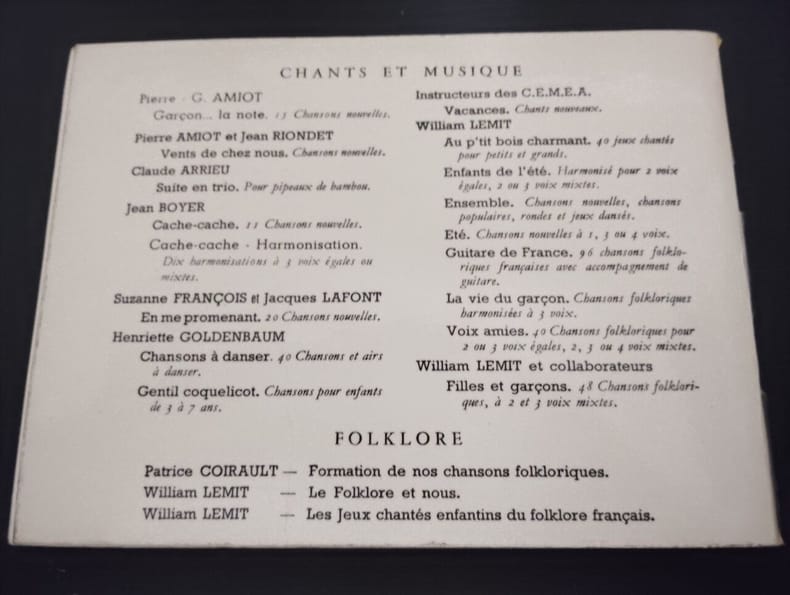 CHANTS ET MUSIQUE
Pierre - G. AMIOT
Garçon... la note. 15 Chansons nouvelles.
Pierre AMIOT et Jean RIONDET
Vents de chez nous. Chansons nouvelles.
Claude ARRIEU
Suite en trio. Pour pipeaux de bambou.
Jean BOYER
Cache-cache. 11 Chansons nouvelles.
Cache-cache - Harmonisation.
Dix harmonisations à 3 voix égales ou
mixtes.
Suzanne FRANÇOIS et Jacques LAFONT
En me promenant. 20 Chansons nouvelles.
Henriette GOLDENBAUM
Chansons à danser. 40 Chansons et airs
à danser.
Gentil coquelicot. Chansons pour enfants
de 3 à 7 ans.
Instructeurs des C.E.M.E.A.
Vacances. Chants nouveaux.
William LEMIT
Au p'tit bois charmant. 40 jeux chantés
pour petits et grands.
Enfants de l'été. Harmonisé pour 2 voix
égales, 2 ou 3 voix mixtes.
Ensemble. Chansons nouvelles, chansons
populaires, rondes et jeux dansés.
Eté. Chansons nouvelles à 1, 3 ou 4 voix.
Guitare de France. 96 chansons folklo-
riques françaises avec accompagnement de
guitare.
La vie du garçon. Chansons folkloriques
harmonisées à 3 voix.
Voix amies. 40 Chansons folkloriques pour
2 ou 3 voix égales, 2, 3 ou 4 voix mixtes.
William LEMIT et collaborateurs
Filles et garçons. 48 Chansons folklori-
ques, à 2 et 3 voix mixtes.
FOLKLORE
Patrice COIRAULT — Formation de nos chansons folkloriques.
William LEMIT — Le Folklore et nous.
William LEMIT — Les Jeux chantés enfantins du folklore français.